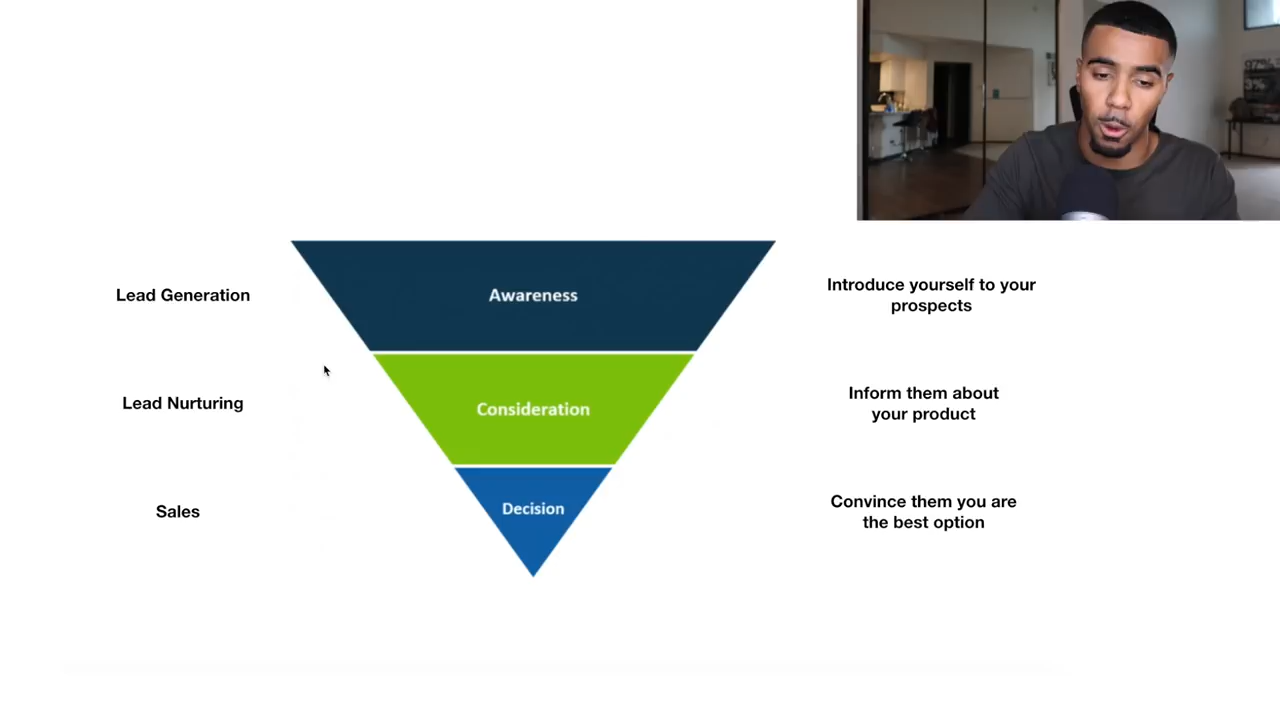 Lead Generation
Awareness
Introduce yourself to your
prospects
Lead Nurturing
Consideration
Inform them about
your product
Sales
Decision
Convince them you are
the best option